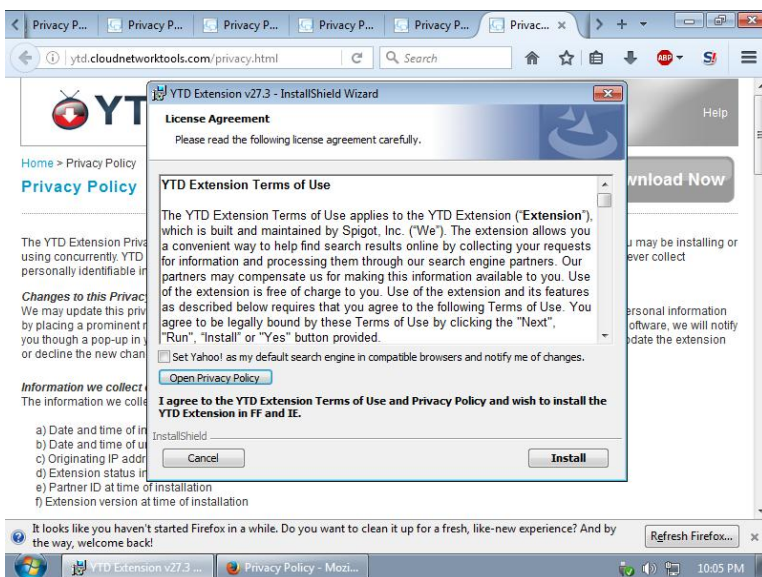 Privacy P...
Privacy P...
Privacy P...
Privacy P...
Privacy P...
Privac...
ytd.cloudnetworktools.com/privacy.html
Search
ABP
YT
Help
YTD Extension v27.3 - InstallShield Wizard
License Agreement
Please read the following license agreement carefully.
Home > Privacy Policy
Privacy Policy
wnload Now
YTD Extension Terms of Use
The YTD Extension Terms of Use applies to the YTD Extension ("Extension"),
which is built and maintained by Spigot, Inc. ("We"). The extension allows you
a convenient way to help find search results online by collecting your requests
for information and processing them through our search engine partners. Our
partners may compensate us for making this information available to you. Use
of the extension is free of charge to you. Use of the extension and its features
as described below requires that you agree to the following Terms of Use. You
agree to be legally bound by these Terms of Use by clicking the "Next",
"Run", "Install" or "Yes" button provided.
Set Yahoo! as my default search engine in compatible browsers and notify me of changes.
Open Privacy Policy
I agree to the YTD Extension Terms of Use and Privacy Policy and wish to install the
YTD Extension in FF and IE.
InstallShield
Cancel
Install
The YTD Extension Priva
u may be installing or
using concurrently. YTD
ever collect
personally identifiable in
Changes to this Privac
We may update this priv
ersonal information
by placing a prominent n
oftware, we will notify
you though a pop-up in y
pdate the extension
or decline the new chan
Information we collect
The information we colle
a) Date and time of in
b) Date and time of un
c) Originating IP addr
d) Extension status in
e) Partner ID at time of installation
f) Extension version at time of installation
It looks like you haven't started Firefox in a while. Do you want to clean it up for a fresh, like-new experience? And by
the way, welcome back!
Refresh Firefox...
YTD Extension v27.3 ...
Privacy Policy - Mozi...
10:05 PM